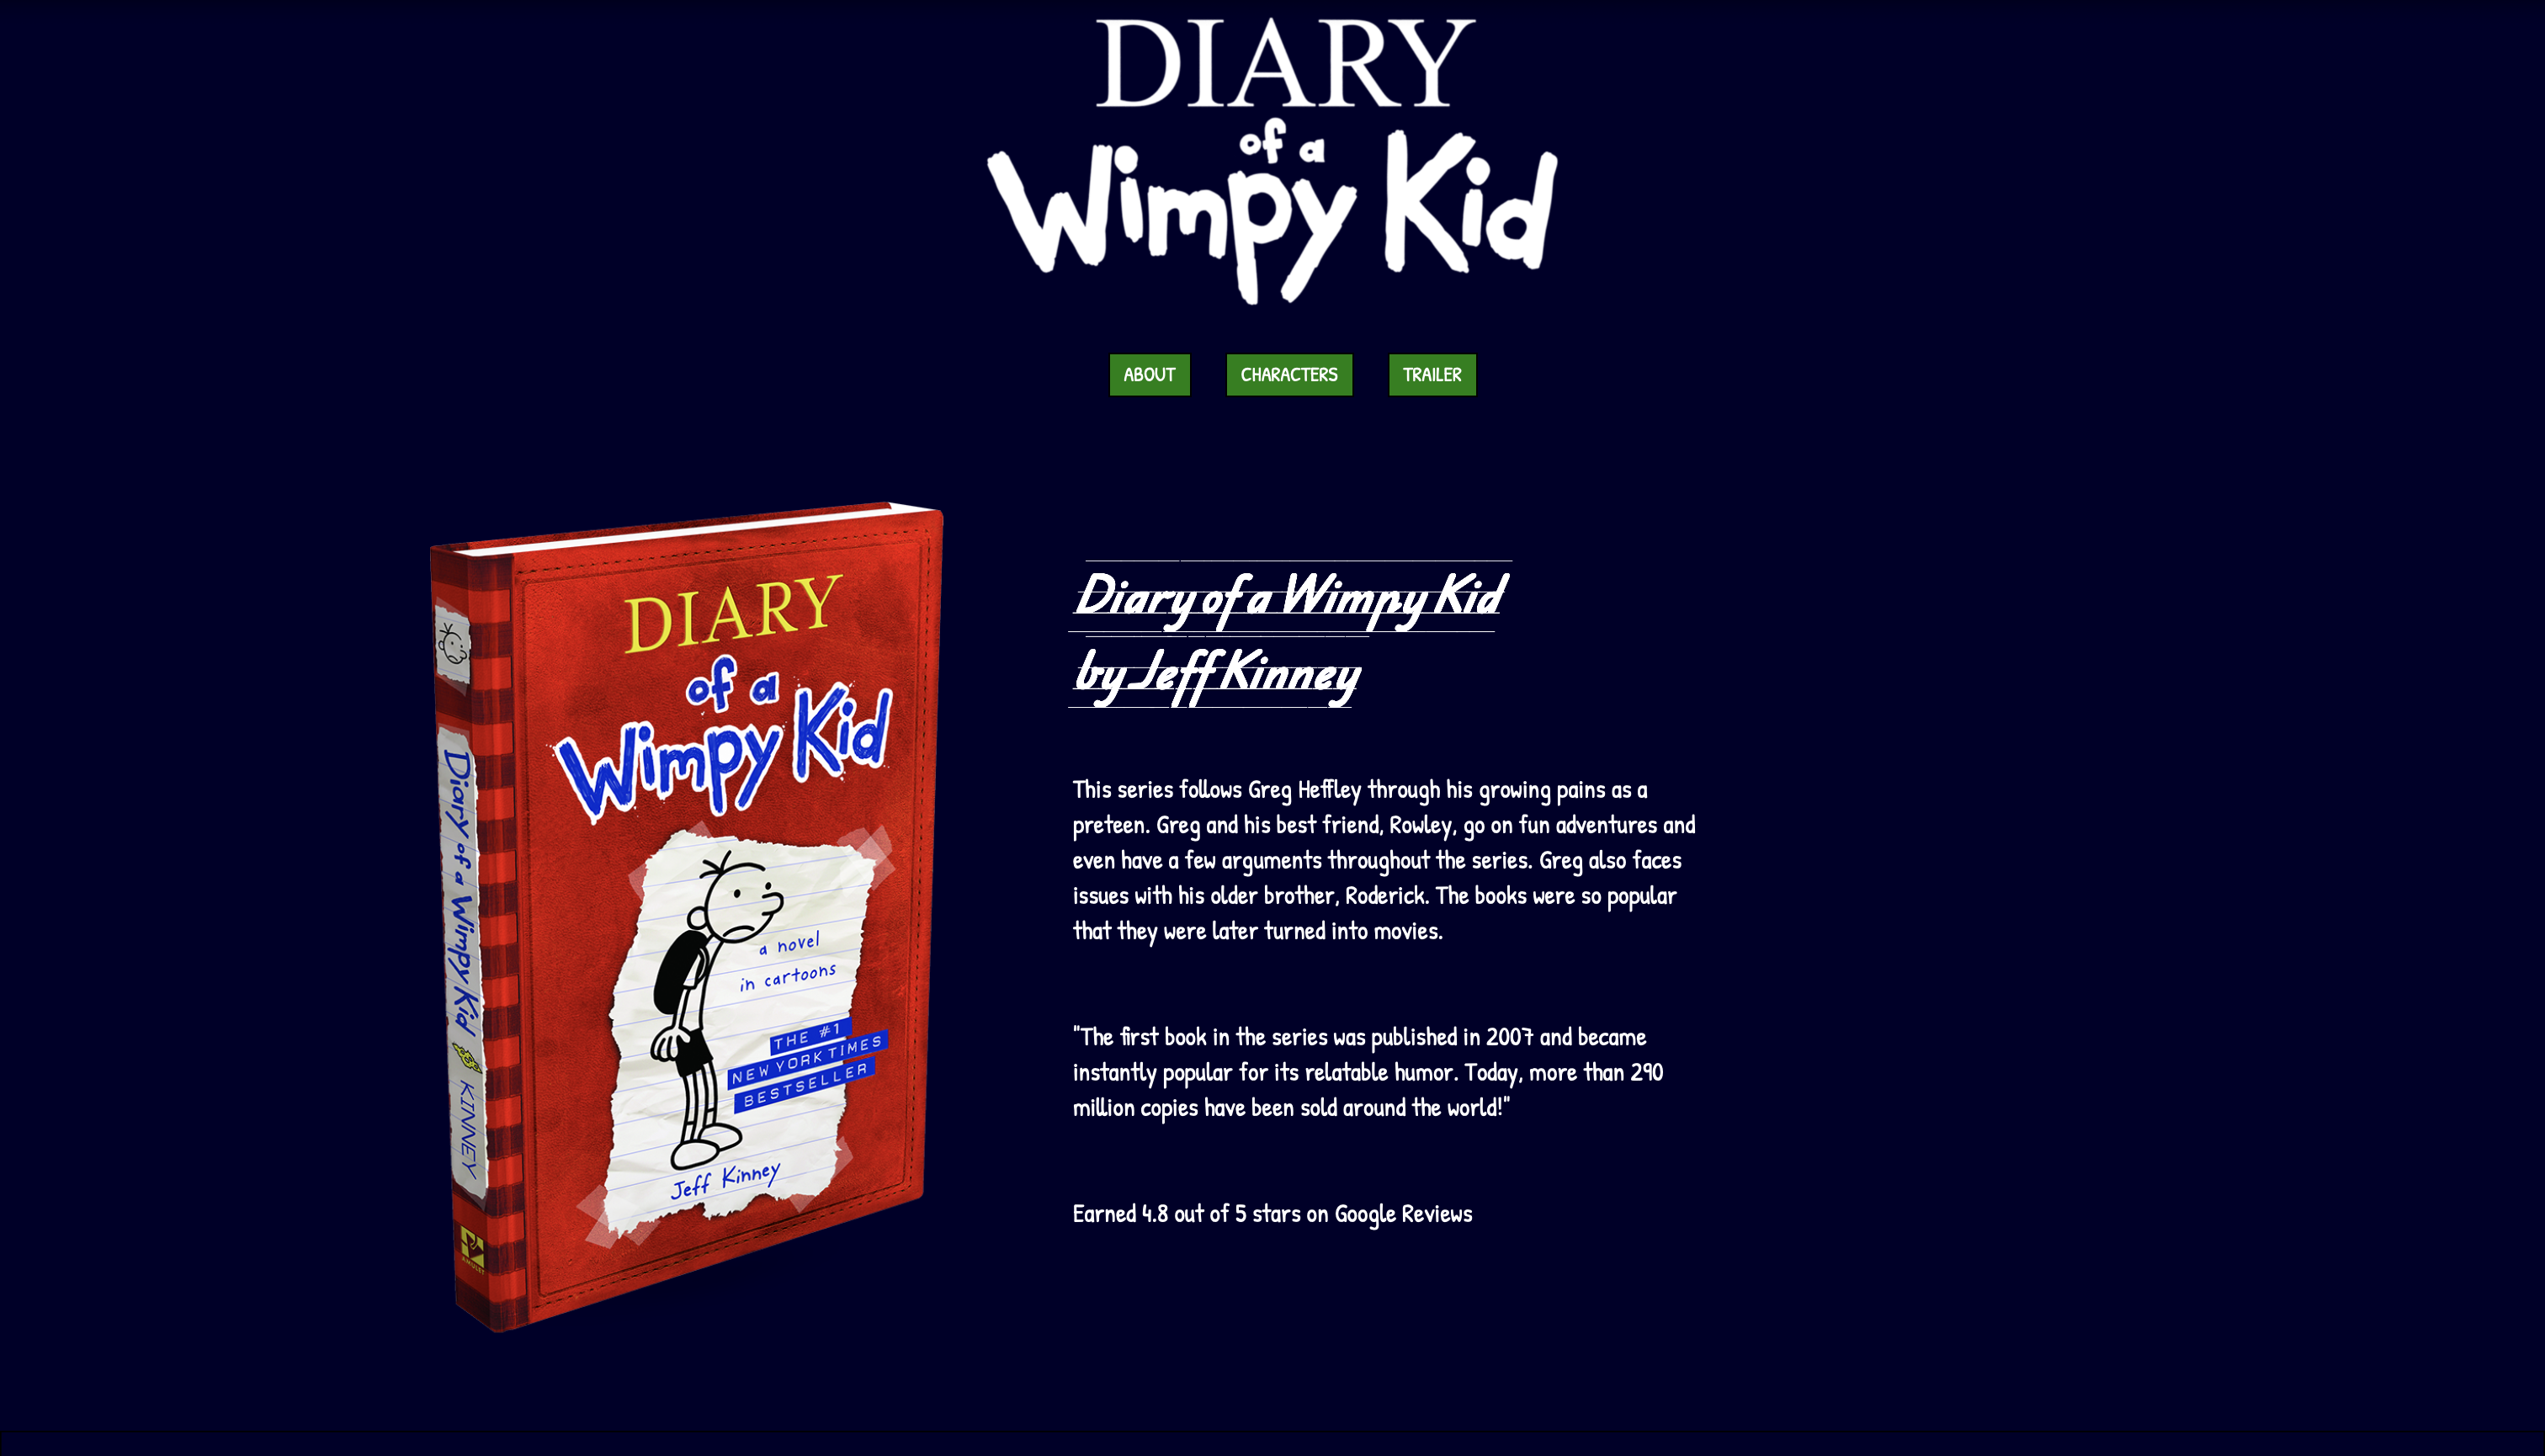 DIARY
of a
Wimpy Kid
ABOUT CHARACTERS TRAILER
DIARY
of a
Wimpy Kid
a novel
in cartoons
THE #1
NEW YORK TIMES
BESTSELLER
Jeff Kinney
Diary of a Wimpy Kid KINNEY
AMULET
Diary of a Wimpy Kid
by Jeff Kinney
This series follows Greg Heffley through his growing pains as a
preteen. Greg and his best friend, Rowley, go on fun adventures and
even have a few arguments throughout the series. Greg also faces
issues with his older brother, Roderick. The books were so popular
that they were later turned into movies.
"The first book in the series was published in 2007 and became
instantly popular for its relatable humor. Today, more than 290
million copies have been sold around the world!"
Earned 4.8 out of 5 stars on Google Reviews